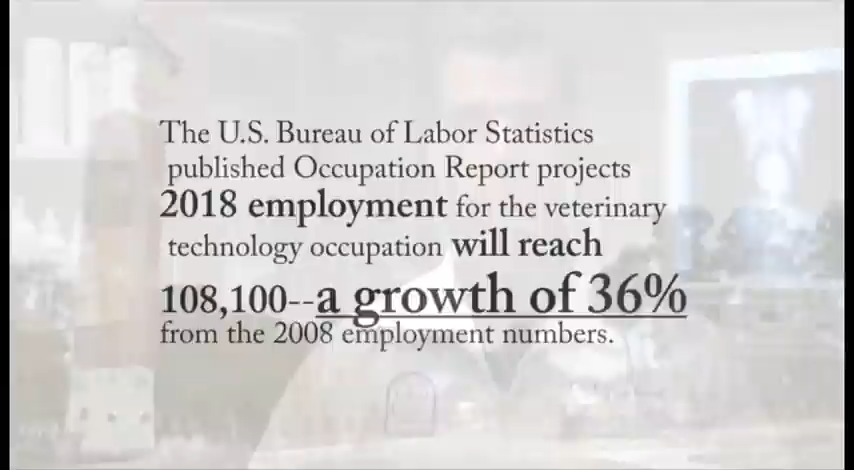 The U.S. Bureau of Labor Statistics
published Occupation Report projects
2018 employment for the veterinary
technology occupation will reach
108,100--a growth of 36%
from the 2008 employment numbers.